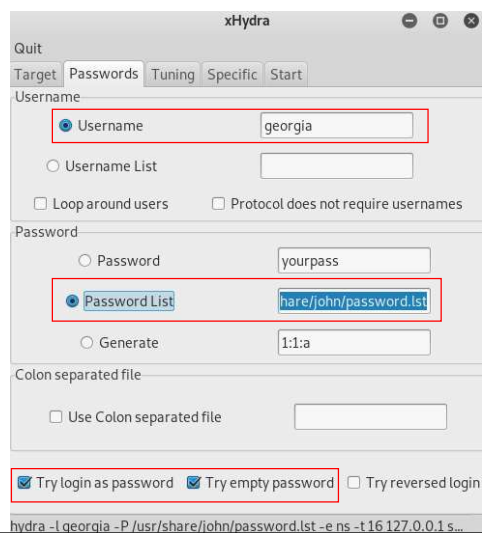 xHydra
Quit
Target Passwords Tuning Specific Start
Username
Username georgia
Username List
Loop around users Protocol does not require usernames
Password
Password yourpass
Password List hare/john/password.lst
Generate 1:1:a
Colon separated file
Use Colon separated file
Try login as password Try empty password Try reversed login
hydra -l georgia -P /usr/share/john/password.lst -e ns -t 16 127.0.0.1 s...